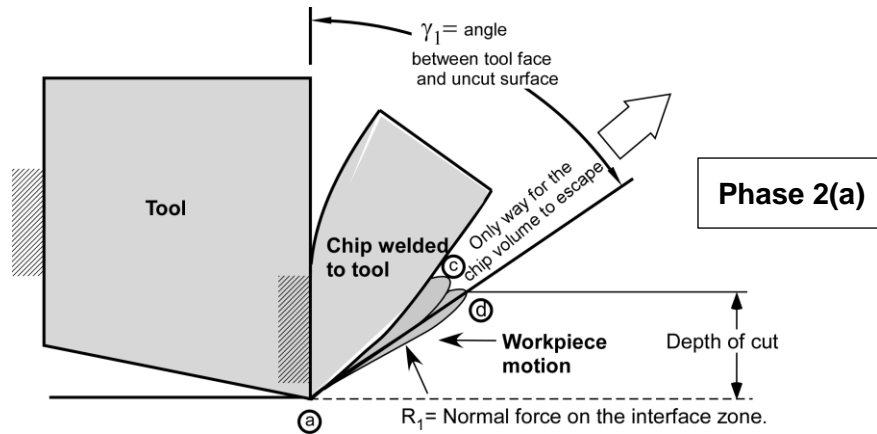 γ1= angle
between tool face
and uncut surface
Only way for the
chip volume to escape
Phase 2(a)
Tool
Chip welded
to tool
c
d
Workpiece
motion
Depth of cut
a
R1= Normal force on the interface zone.